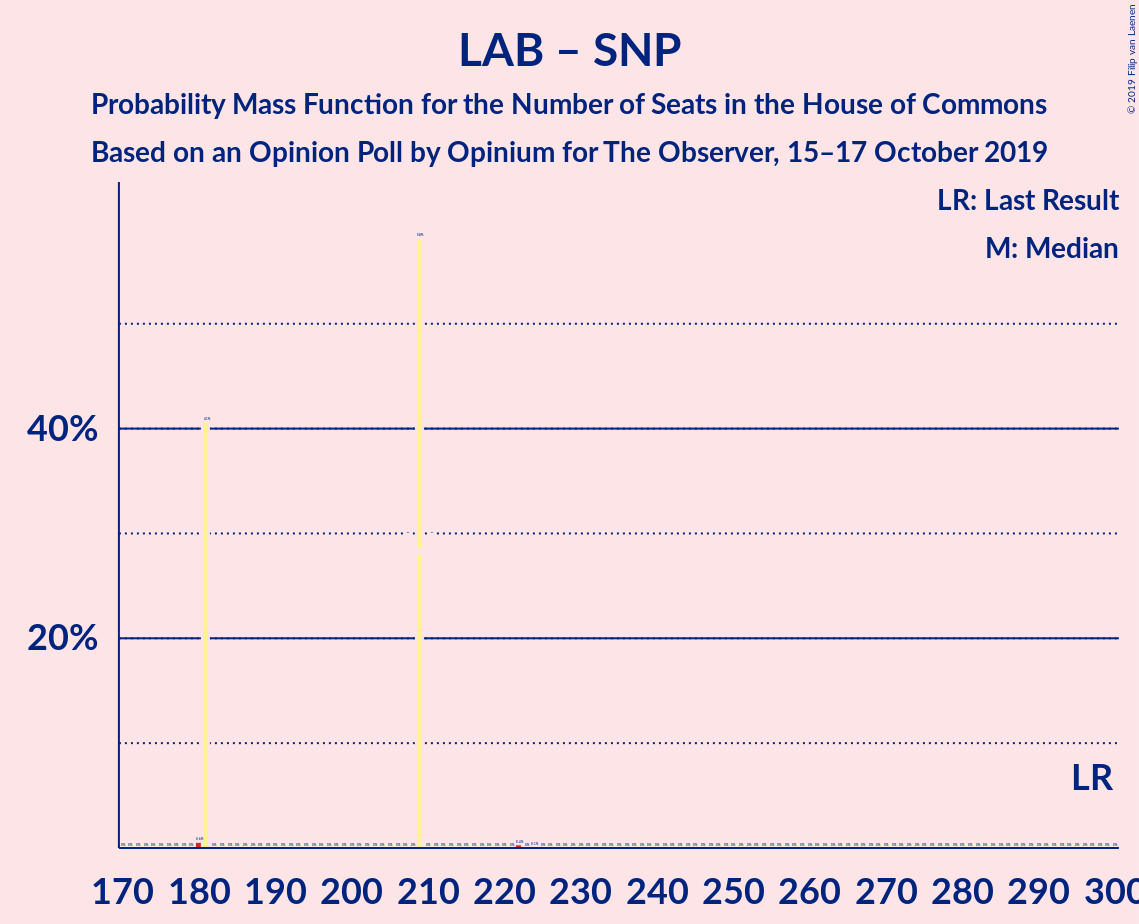 © 2019 Filip van Laenen
LAB – SNP
Probability Mass Function for the Number of Seats in the House of Commons
Based on an Opinion Poll by Opinium for The Observer, 15–17 October 2019
LR: Last Result
M: Median
40%
20%
LR
170 180 190 200 210 220 230 240 250 260 270 280 290 300